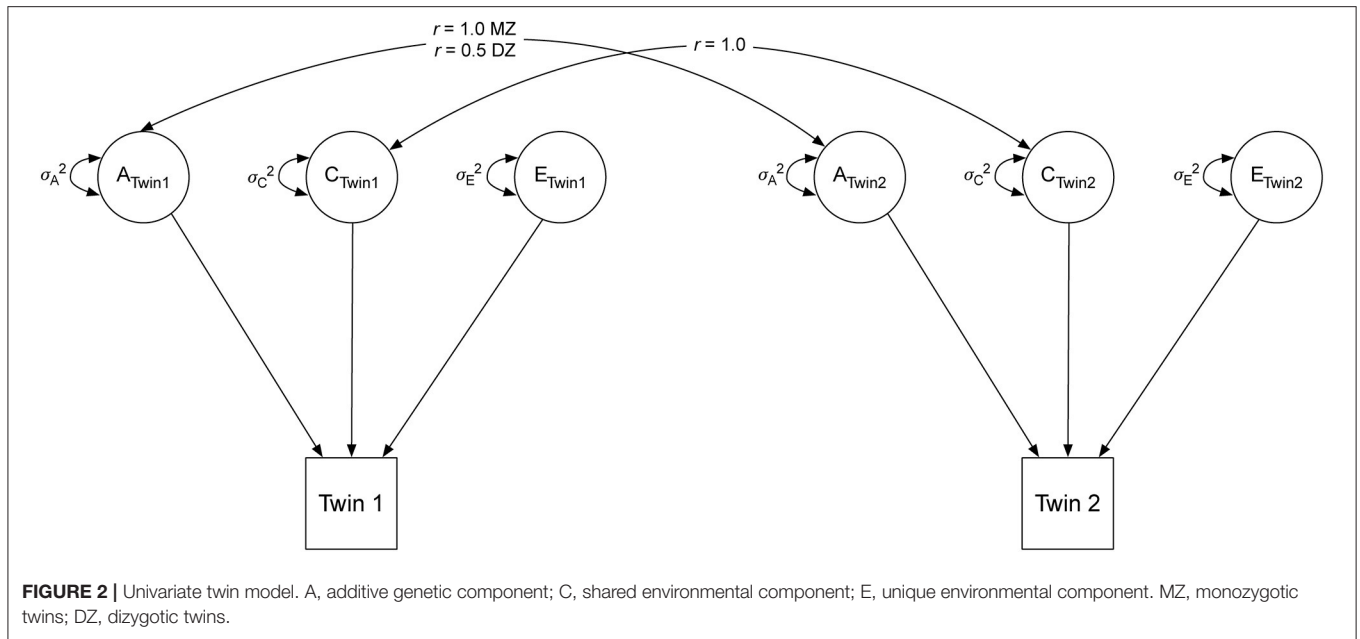 r = 1.0 MZ
r = 0.5 DZ
r = 1.0
σA² ATwin1 σC² CTwin1 σE² ETwin1 σA² ATwin2 σC² CTwin2 σE² ETwin2
Twin 1 Twin 2
FIGURE 2 | Univariate twin model. A, additive genetic component; C, shared environmental component; E, unique environmental component. MZ, monozygotic
twins; DZ, dizygotic twins.